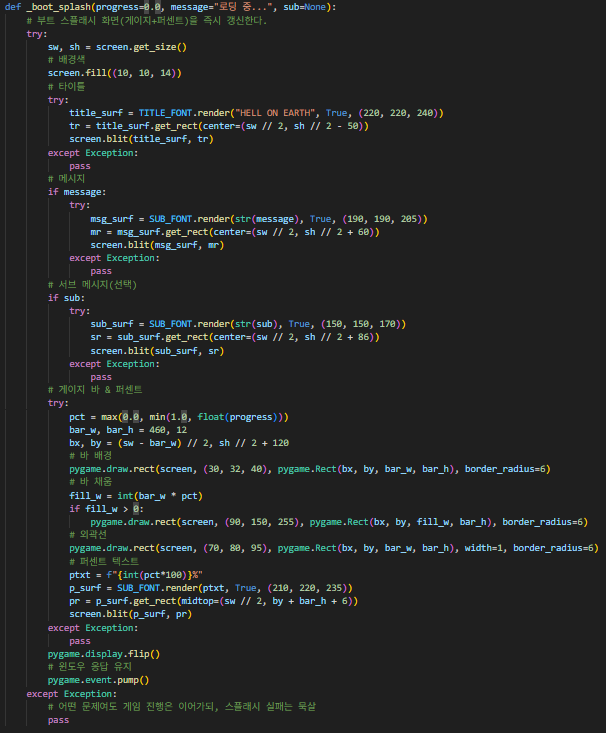 def _boot_splash(progress=0.0, message="로딩 중...", sub=None):
    # 부트 스플래시 화면(게이지+퍼센트)을 즉시 갱신한다.
    try:
        sw, sh = screen.get_size()
        # 배경색
        screen.fill((10, 10, 14))
        # 타이틀
        try:
            title_surf = TITLE_FONT.render("HELL ON EARTH", True, (220, 220, 240))
            tr = title_surf.get_rect(center=(sw // 2, sh // 2 - 50))
            screen.blit(title_surf, tr)
        except Exception:
            pass
        # 메시지
        if message:
            try:
                msg_surf = SUB_FONT.render(str(message), True, (190, 190, 205))
                mr = msg_surf.get_rect(center=(sw // 2, sh // 2 + 60))
                screen.blit(msg_surf, mr)
            except Exception:
                pass
        # 서브 메시지(선택)
        if sub:
            try:
                sub_surf = SUB_FONT.render(str(sub), True, (150, 150, 170))
                sr = sub_surf.get_rect(center=(sw // 2, sh // 2 + 86))
                screen.blit(sub_surf, sr)
            except Exception:
                pass
        # 게이지 바 & 퍼센트
        try:
            pct = max(0.0, min(1.0, float(progress)))
            bar_w, bar_h = 460, 12
            bx, by = (sw - bar_w) // 2, sh // 2 + 120
            # 바 배경
            pygame.draw.rect(screen, (30, 32, 40), pygame.Rect(bx, by, bar_w, bar_h), border_radius=6)
            # 바 채움
            fill_w = int(bar_w * pct)
            if fill_w > 0:
                pygame.draw.rect(screen, (90, 150, 255), pygame.Rect(bx, by, fill_w, bar_h), border_radius=6)
            # 외곽선
            pygame.draw.rect(screen, (70, 80, 95), pygame.Rect(bx, by, bar_w, bar_h), width=1, border_radius=6)
            # 퍼센트 텍스트
            ptxt = f"{int(pct*100)}%"
            p_surf = SUB_FONT.render(ptxt, True, (210, 220, 235))
            pr = p_surf.get_rect(midtop=(sw // 2, by + bar_h + 6))
            screen.blit(p_surf, pr)
        except Exception:
            pass
        pygame.display.flip()
        # 윈도우 응답 유지
        pygame.event.pump()
    except Exception:
        # 어떤 문제여도 게임 진행은 이어가되, 스플래시 실패는 묵살
        pass